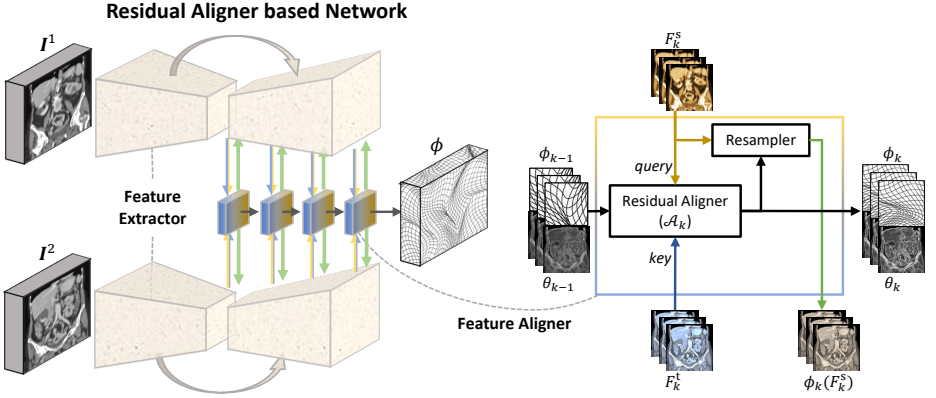 Residual Aligner based Network
I¹
I²
Feature
Extractor
ϕ
Feature Aligner
F_k^s
ϕ_{k−1}
θ_{k−1}
query
Resampler
Residual Aligner
(𝒜_k)
key
F_k^t
ϕ_k
θ_k
ϕ_k(F_k^s)